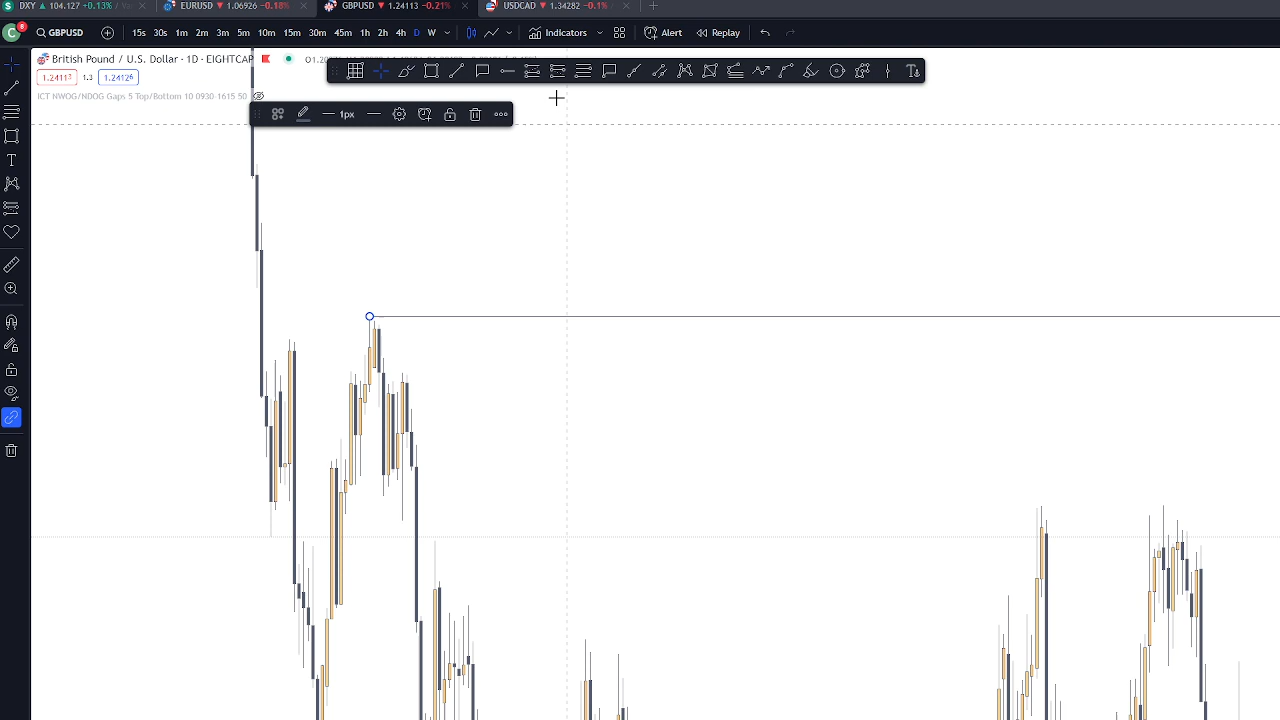 DXY ▲ 104.127 +0.13% /
EURUSD ▼ 1.06926 −0.18%
GBPUSD ▼ 1.24113 −0.21%
USDCAD ▼ 1.34282 −0.1%
C 8 GBPUSD 15s 30s 1m 2m 3m 5m 10m 15m 30m 45m 1h 2h 4h D W Indicators Alert Replay
British Pound / U.S. Dollar · 1D · EIGHTCAP
1.24113 1.3 1.24126
ICT NWOG/NDOG Gaps 5 Top/Bottom 10 0930-1615 50
1px